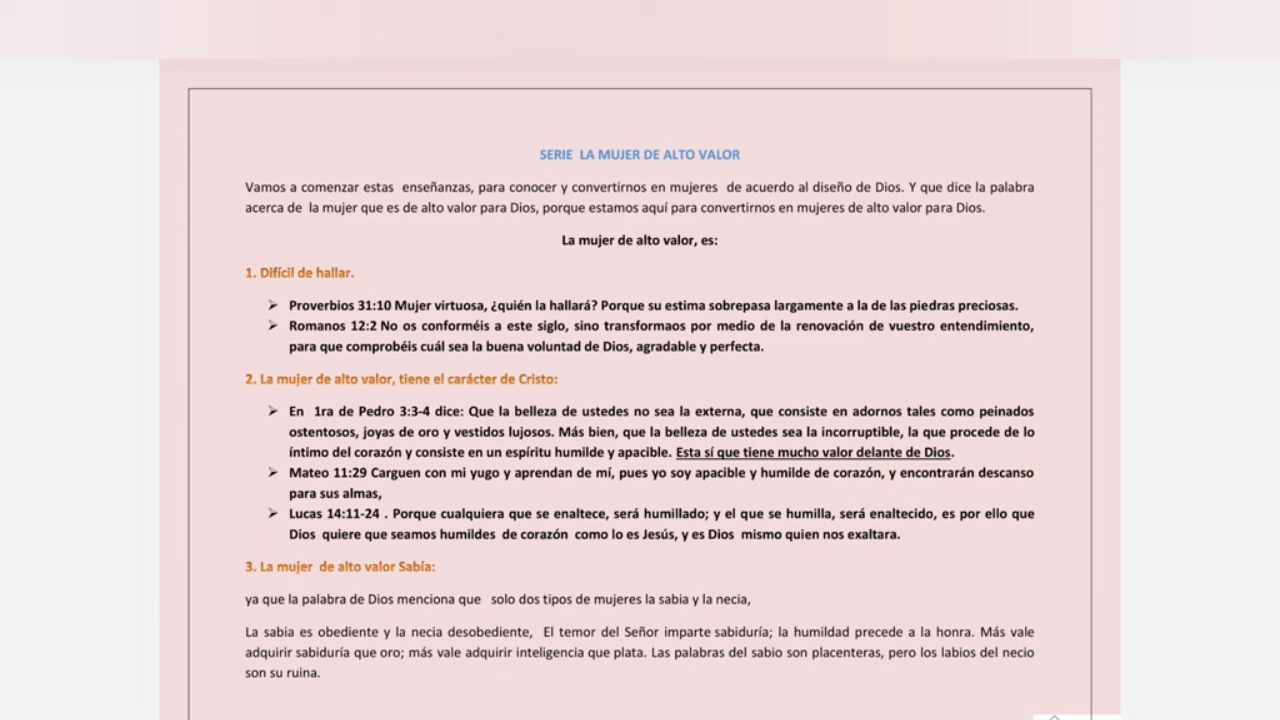 SERIE LA MUJER DE ALTO VALOR
Vamos a comenzar estas enseñanzas, para conocer y convertirnos en mujeres de acuerdo al diseño de Dios. Y que dice la palabra
acerca de la mujer que es de alto valor para Dios, porque estamos aquí para convertirnos en mujeres de alto valor para Dios.
La mujer de alto valor, es:
1. Difícil de hallar.
➢ Proverbios 31:10 Mujer virtuosa, ¿quién la hallará? Porque su estima sobrepasa largamente a la de las piedras preciosas.
➢ Romanos 12:2 No os conforméis a este siglo, sino transformaos por medio de la renovación de vuestro entendimiento,
para que comprobéis cuál sea la buena voluntad de Dios, agradable y perfecta.
2. La mujer de alto valor, tiene el carácter de Cristo:
➢ En 1ra de Pedro 3:3-4 dice: Que la belleza de ustedes no sea la externa, que consiste en adornos tales como peinados
ostentosos, joyas de oro y vestidos lujosos. Más bien, que la belleza de ustedes sea la incorruptible, la que procede de lo
íntimo del corazón y consiste en un espíritu humilde y apacible. Esta sí que tiene mucho valor delante de Dios.
➢ Mateo 11:29 Carguen con mi yugo y aprendan de mí, pues yo soy apacible y humilde de corazón, y encontrarán descanso
para sus almas,
➢ Lucas 14:11-24 . Porque cualquiera que se enaltece, será humillado; y el que se humilla, será enaltecido, es por ello que
Dios quiere que seamos humildes de corazón como lo es Jesús, y es Dios mismo quien nos exaltara.
3. La mujer de alto valor Sabía:
ya que la palabra de Dios menciona que solo dos tipos de mujeres la sabia y la necia,
La sabia es obediente y la necia desobediente, El temor del Señor imparte sabiduría; la humildad precede a la honra. Más vale
adquirir sabiduría que oro; más vale adquirir inteligencia que plata. Las palabras del sabio son placenteras, pero los labios del necio
son su ruina.